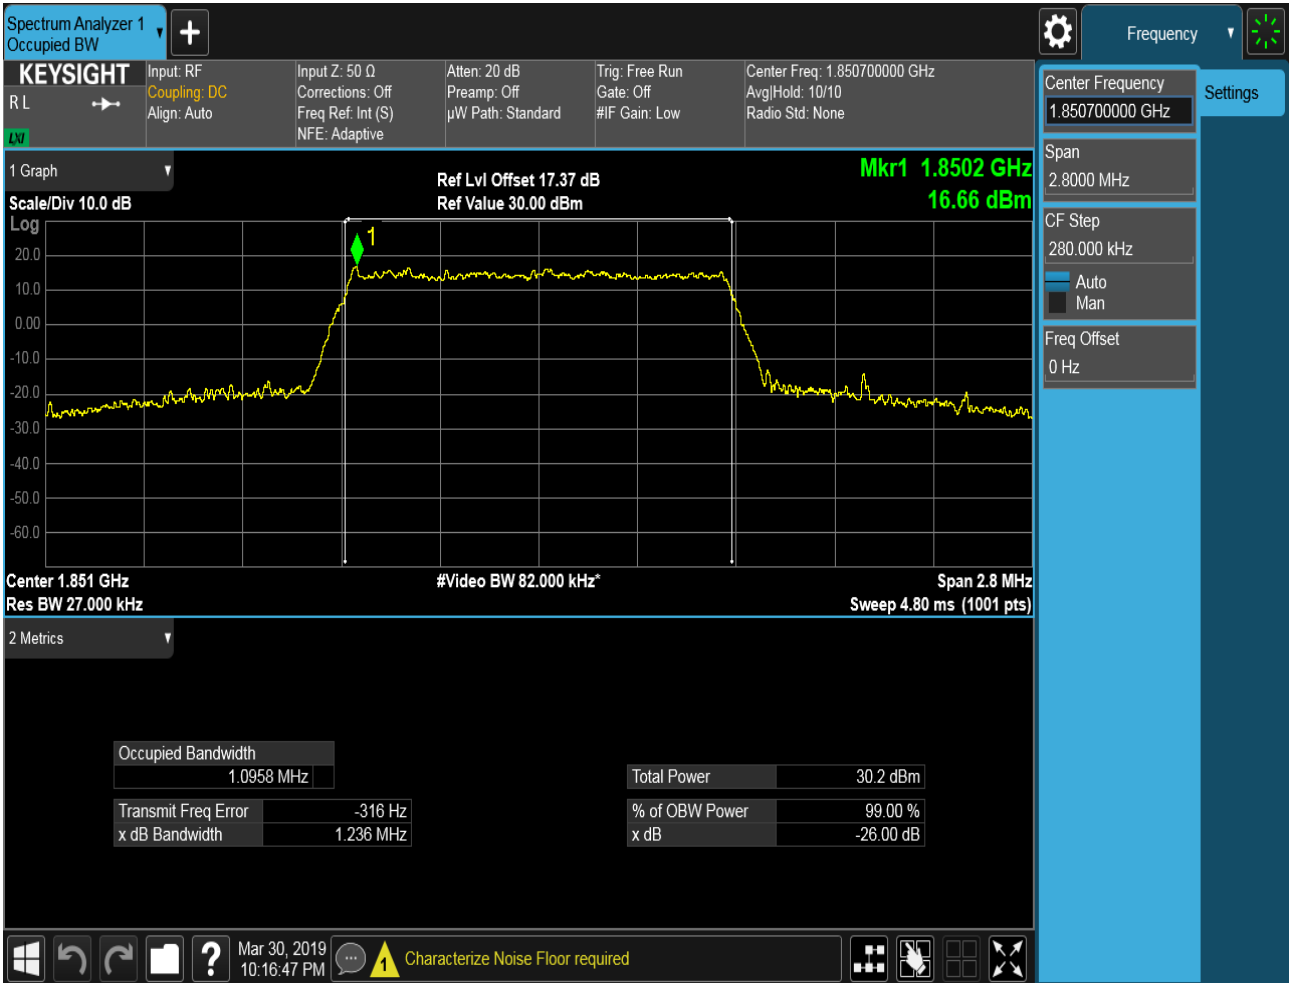 Spectrum Analyzer 1
Occupied BW
Frequency
KEYSIGHT
R L
LXI
Input: RF
Coupling: DC
Align: Auto
Input Z: 50 Ω
Corrections: Off
Freq Ref: Int (S)
NFE: Adaptive
Atten: 20 dB
Preamp: Off
µW Path: Standard
Trig: Free Run
Gate: Off
#IF Gain: Low
Center Freq: 1.850700000 GHz
Avg|Hold: 10/10
Radio Std: None
Center Frequency
1.850700000 GHz
Settings
Span
2.8000 MHz
CF Step
280.000 kHz
Auto
Man
Freq Offset
0 Hz
1 Graph
Scale/Div 10.0 dB
Ref Lvl Offset 17.37 dB
Ref Value 30.00 dBm
Mkr1 1.8502 GHz
16.66 dBm
Log
1
20.0
10.0
0.00
-10.0
-20.0
-30.0
-40.0
-50.0
-60.0
Center 1.851 GHz
#Video BW 82.000 kHz*
Span 2.8 MHz
Res BW 27.000 kHz
Sweep 4.80 ms (1001 pts)
2 Metrics
Occupied Bandwidth
1.0958 MHz
Total Power 30.2 dBm
Transmit Freq Error -316 Hz
% of OBW Power 99.00 %
x dB Bandwidth 1.236 MHz
x dB -26.00 dB
?
Mar 30, 2019
10:16:47 PM
1
Characterize Noise Floor required